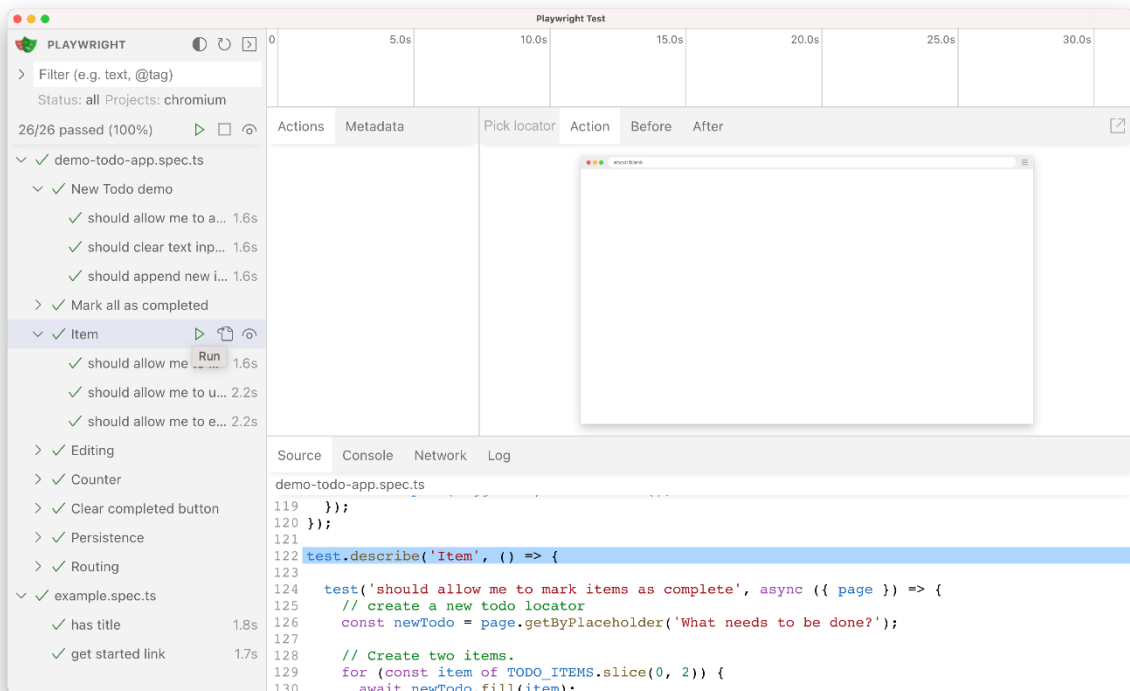 Playwright Test
PLAYWRIGHT
Filter (e.g. text, @tag)
Status: all Projects: chromium
26/26 passed (100%)
demo-todo-app.spec.ts
New Todo demo
should allow me to a... 1.6s
should clear text inp... 1.6s
should append new i... 1.6s
Mark all as completed
Item
Run
should allow me 1.6s
should allow me to u... 2.2s
should allow me to e... 2.2s
Editing
Counter
Clear completed button
Persistence
Routing
example.spec.ts
has title 1.8s
get started link 1.7s
0 5.0s 10.0s 15.0s 20.0s 25.0s 30.0s
Actions Metadata
Pick locator Action Before After
about:blank
Source Console Network Log
demo-todo-app.spec.ts
119 });
120 });
121
122 test.describe('Item', () => {
123
124 test('should allow me to mark items as complete', async ({ page }) => {
125 // create a new todo locator
126 const newTodo = page.getByPlaceholder('What needs to be done?');
127
128 // Create two items.
129 for (const item of TODO_ITEMS.slice(0, 2)) {
130 await newTodo.fill(item);